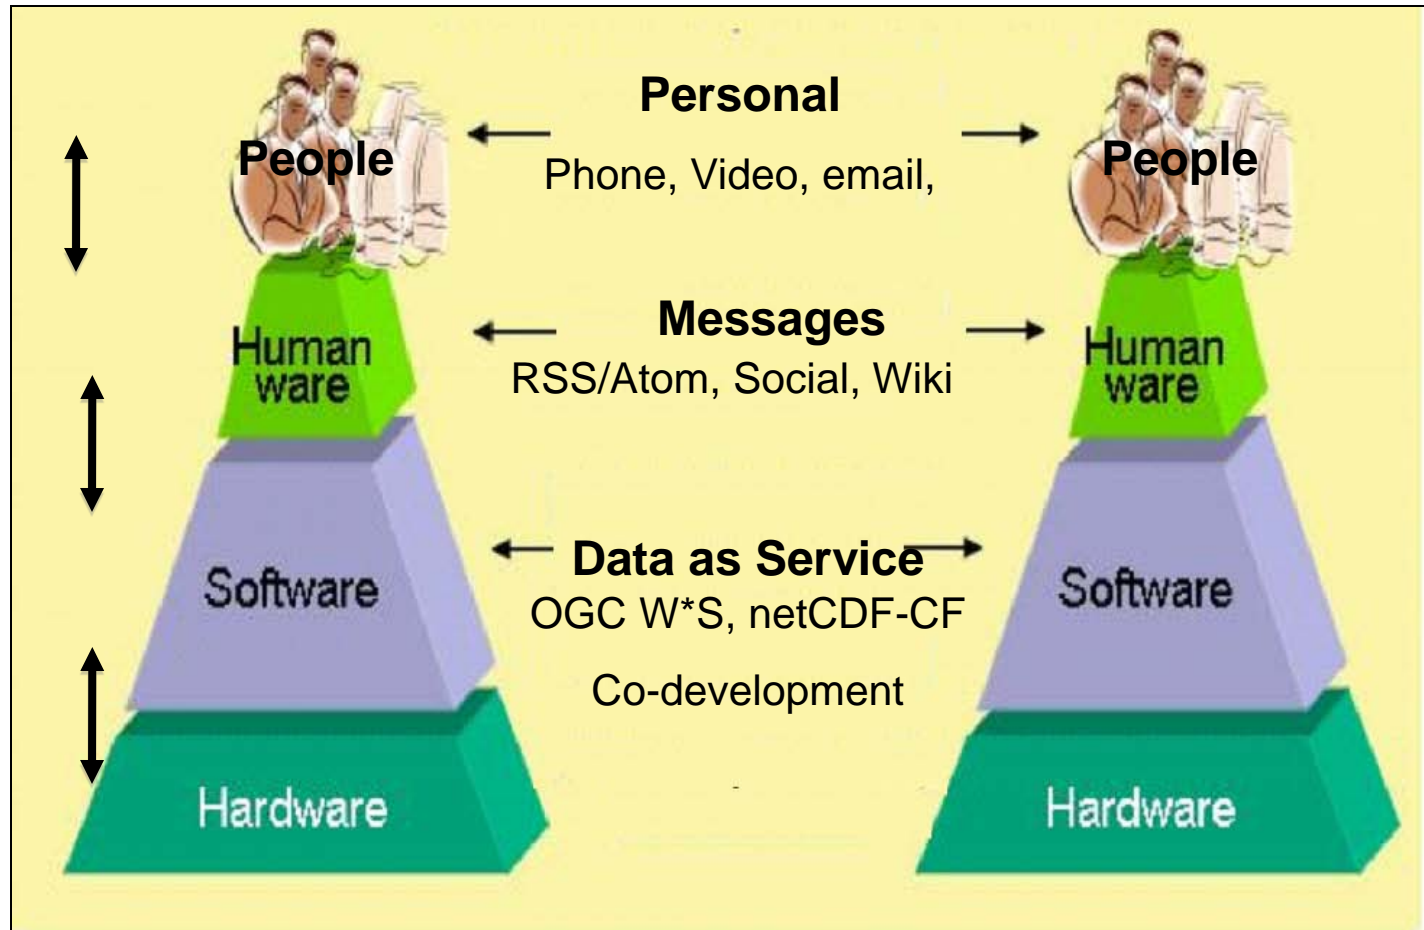 Personal
People
People
Phone, Video, email,
Messages
Human
ware
Human
ware
RSS/Atom, Social, Wiki
Data as Service
Software
Software
OGC W*S, netCDF-CF
Co-development
Hardware
Hardware